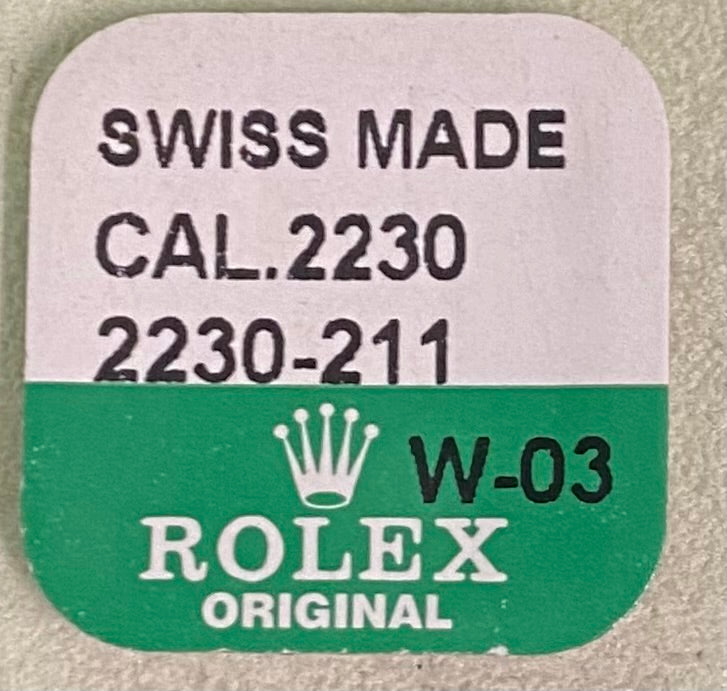 SWISS MADE
CAL.2230
2230-211
W-03
ROLEX
ORIGINAL